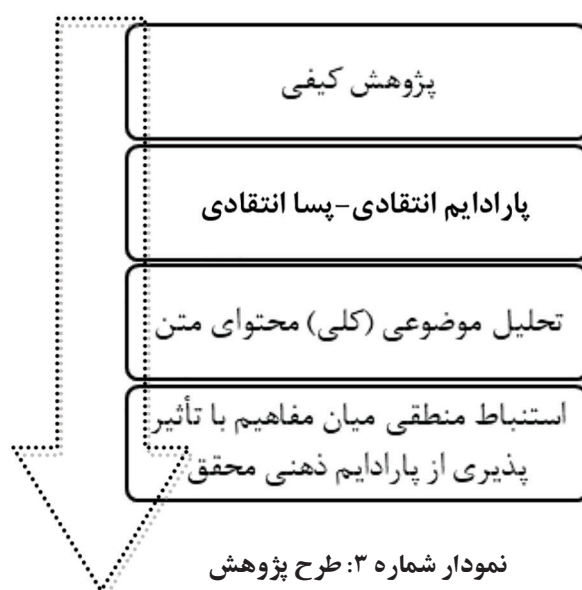 پژوهش کیفی
پارادایم انتقادی-پسا انتقادی
تحلیل موضوعی (کلی) محتوای متن
استنباط منطقی میان مفاهیم با تأثیر
پذیری از پارادایم ذهنی محقق
نمودار شماره ۳: طرح پژوهش